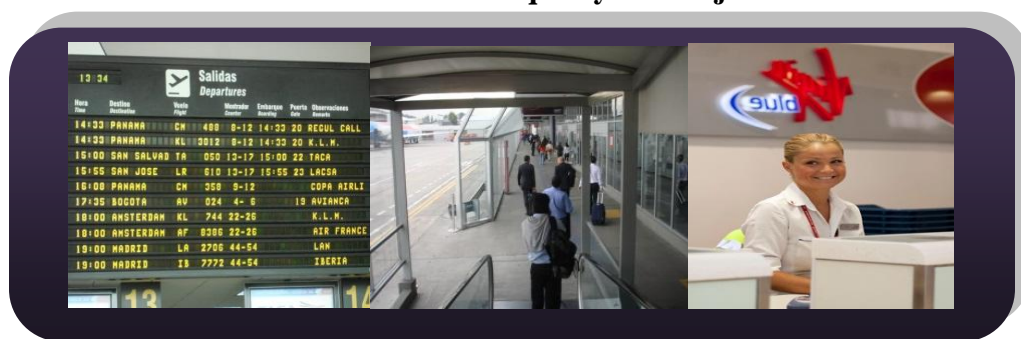 13:34
Salidas
Departures
Hora Destino Vuelo Mostrador Embarque Puerta Observaciones
Time Destination Flight Counter Boarding Gate Remarks
14:33 PANAMA CM 488 8-12 14:33 20 REGUL CALL
14:33 PANAMA KL 3012 8-12 14:33 20 K.L.M.
15:00 SAN SALVAD TA 050 13-17 15:00 22 TACA
15:55 SAN JOSE LR 610 13-17 15:55 23 LACSA
16:00 PANAMA CM 350 9-12 COPA AIRLI
17:35 BOGOTA AV 024 4- 6 19 AVIANCA
18:00 AMSTERDAM KL 744 22-26 K.L.M.
18:00 AMSTERDAM AF 8386 22-26 AIR FRANCE
19:00 MADRID LA 2706 44-54 LAN
19:00 MADRID IB 7772 44-54 IBERIA
13
14
blue